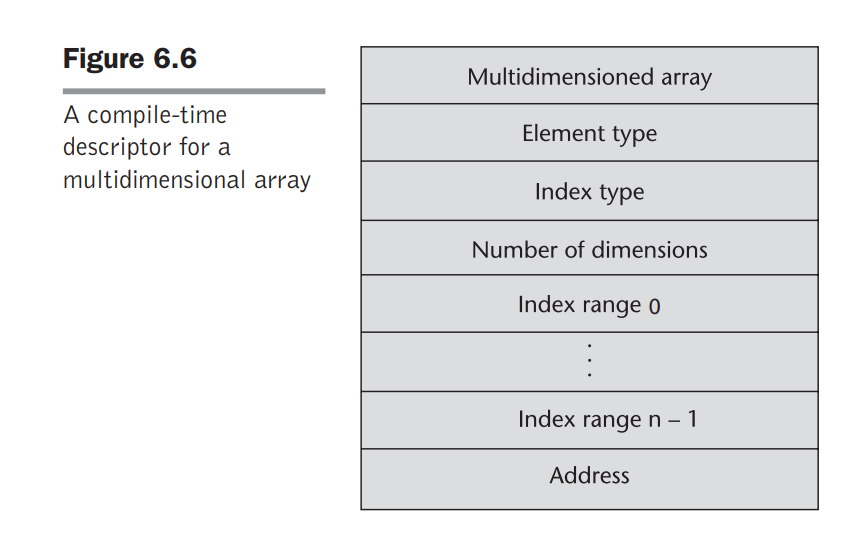 Figure 6.6
A compile-time
descriptor for a
multidimensional array
Multidimensioned array
Element type
Index type
Number of dimensions
Index range 0
⋮
Index range n – 1
Address